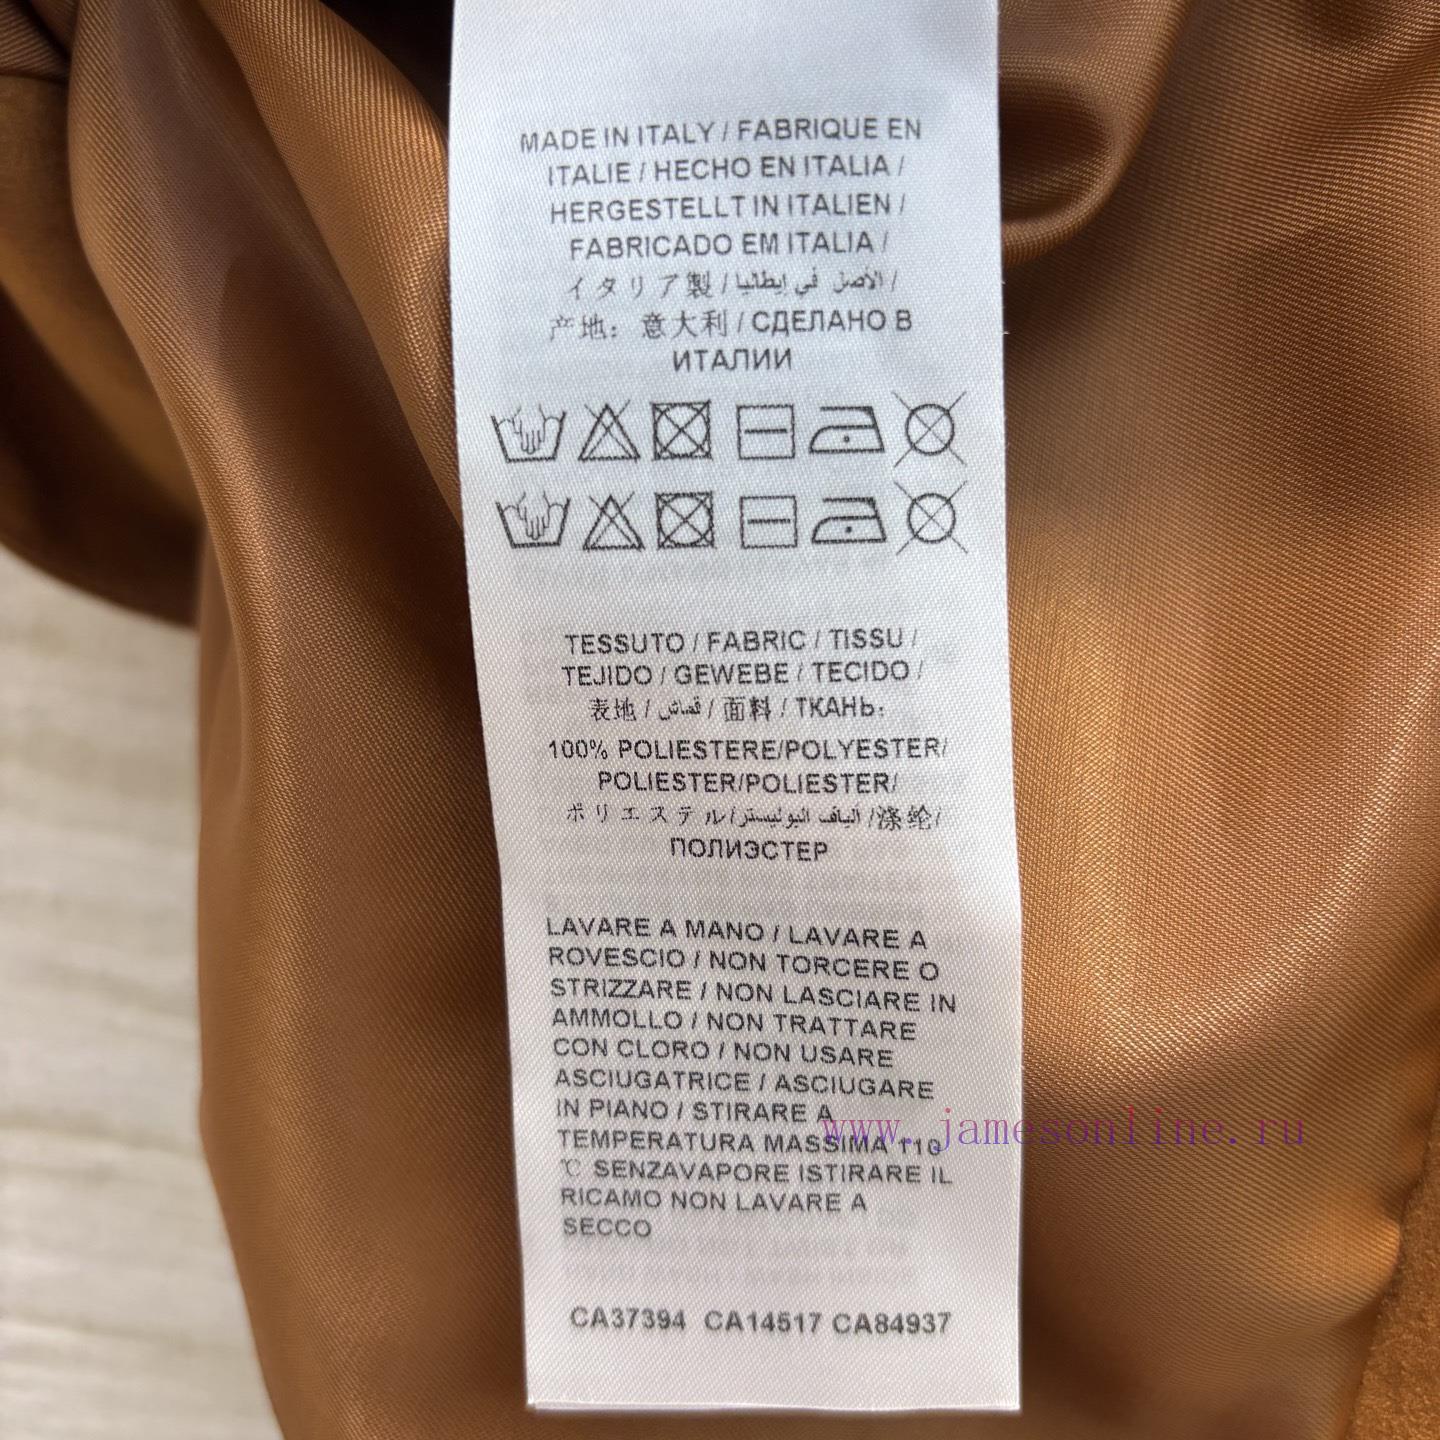 MADE IN ITALY / FABRIQUE EN
ITALIE / HECHO EN ITALIA /
HERGESTELLT IN ITALIEN /
FABRICADO EM ITALIA /
イタリア製 / الأصل في إيطاليا /
产地：意大利 / СДЕЛАНО В
ИТАЛИИ
TESSUTO / FABRIC / TISSU /
TEJIDO / GEWEBE / TECIDO /
表地 / قماش / 面料 / ТКАНЬ:
100% POLIESTERE/POLYESTER/
POLIESTER/POLIESTER/
ポリエステル/الياف البوليستر/涤纶/
ПОЛИЭСТЕР
LAVARE A MANO / LAVARE A
ROVESCIO / NON TORCERE O
STRIZZARE / NON LASCIARE IN
AMMOLLO / NON TRATTARE
CON CLORO / NON USARE
ASCIUGATRICE / ASCIUGARE
IN PIANO / STIRARE A
TEMPERATURA MASSIMA 110
℃ SENZAVAPORE ISTIRARE IL
RICAMO NON LAVARE A
SECCO
CA37394 CA14517 CA84937
www.jamesonline.ru